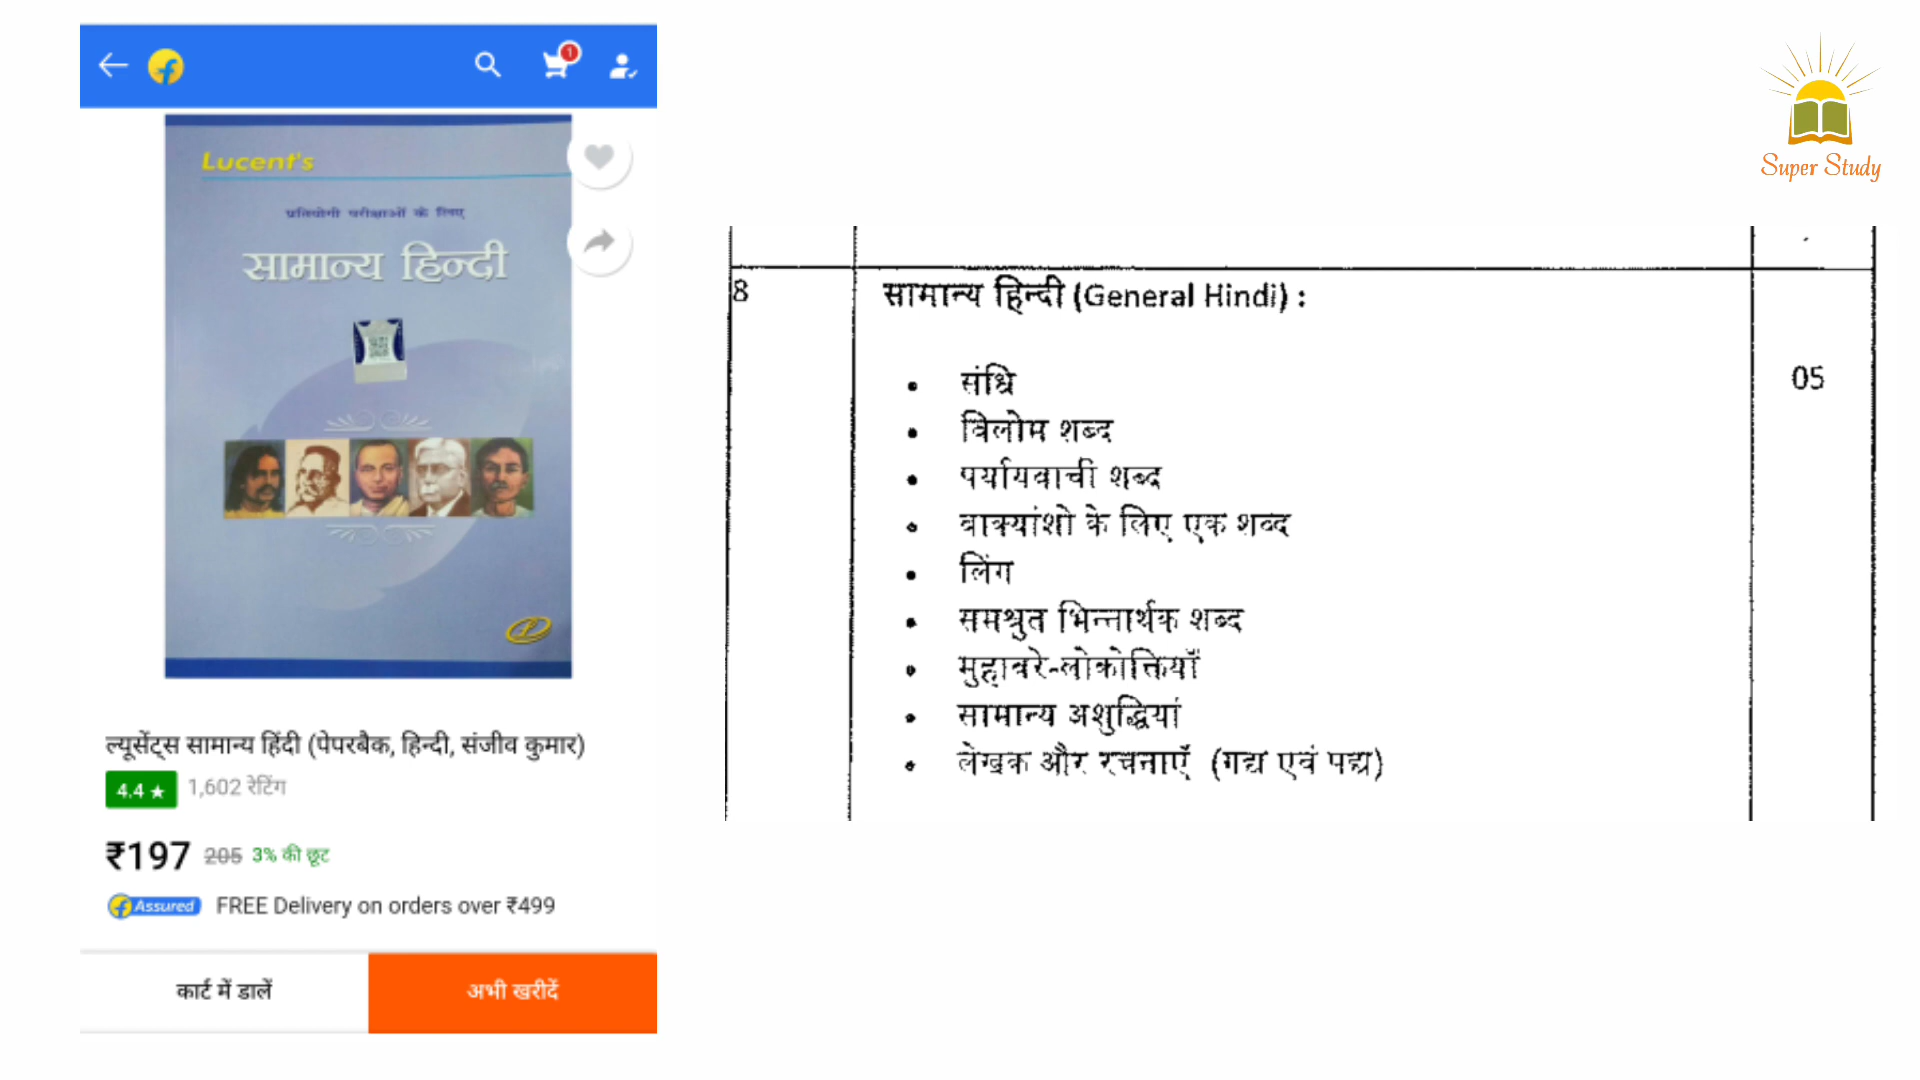 1
Lucent's
प्रतियोगी परीक्षाओं के लिए
सामान्य हिन्दी
ल्यूसेंट्स सामान्य हिंदी (पेपरबैक, हिन्दी, संजीव कुमार)
4.4 ★ 1,602 रेटिंग
₹197 205 3% की छूट
Assured FREE Delivery on orders over ₹499
कार्ट में डालें अभी खरीदें
Super Study
8 सामान्य हिन्दी (General Hindi) :
• संधि 05
• विलोम शब्द
• पर्यायवाची शब्द
• वाक्यांशो के लिए एक शब्द
• लिंग
• समश्रुत भिन्नार्थक शब्द
• मुहावरे-लोकोक्तियाँ
• सामान्य अशुद्धियां
• लेखक और रचनाएँ (गद्य एवं पद्य)